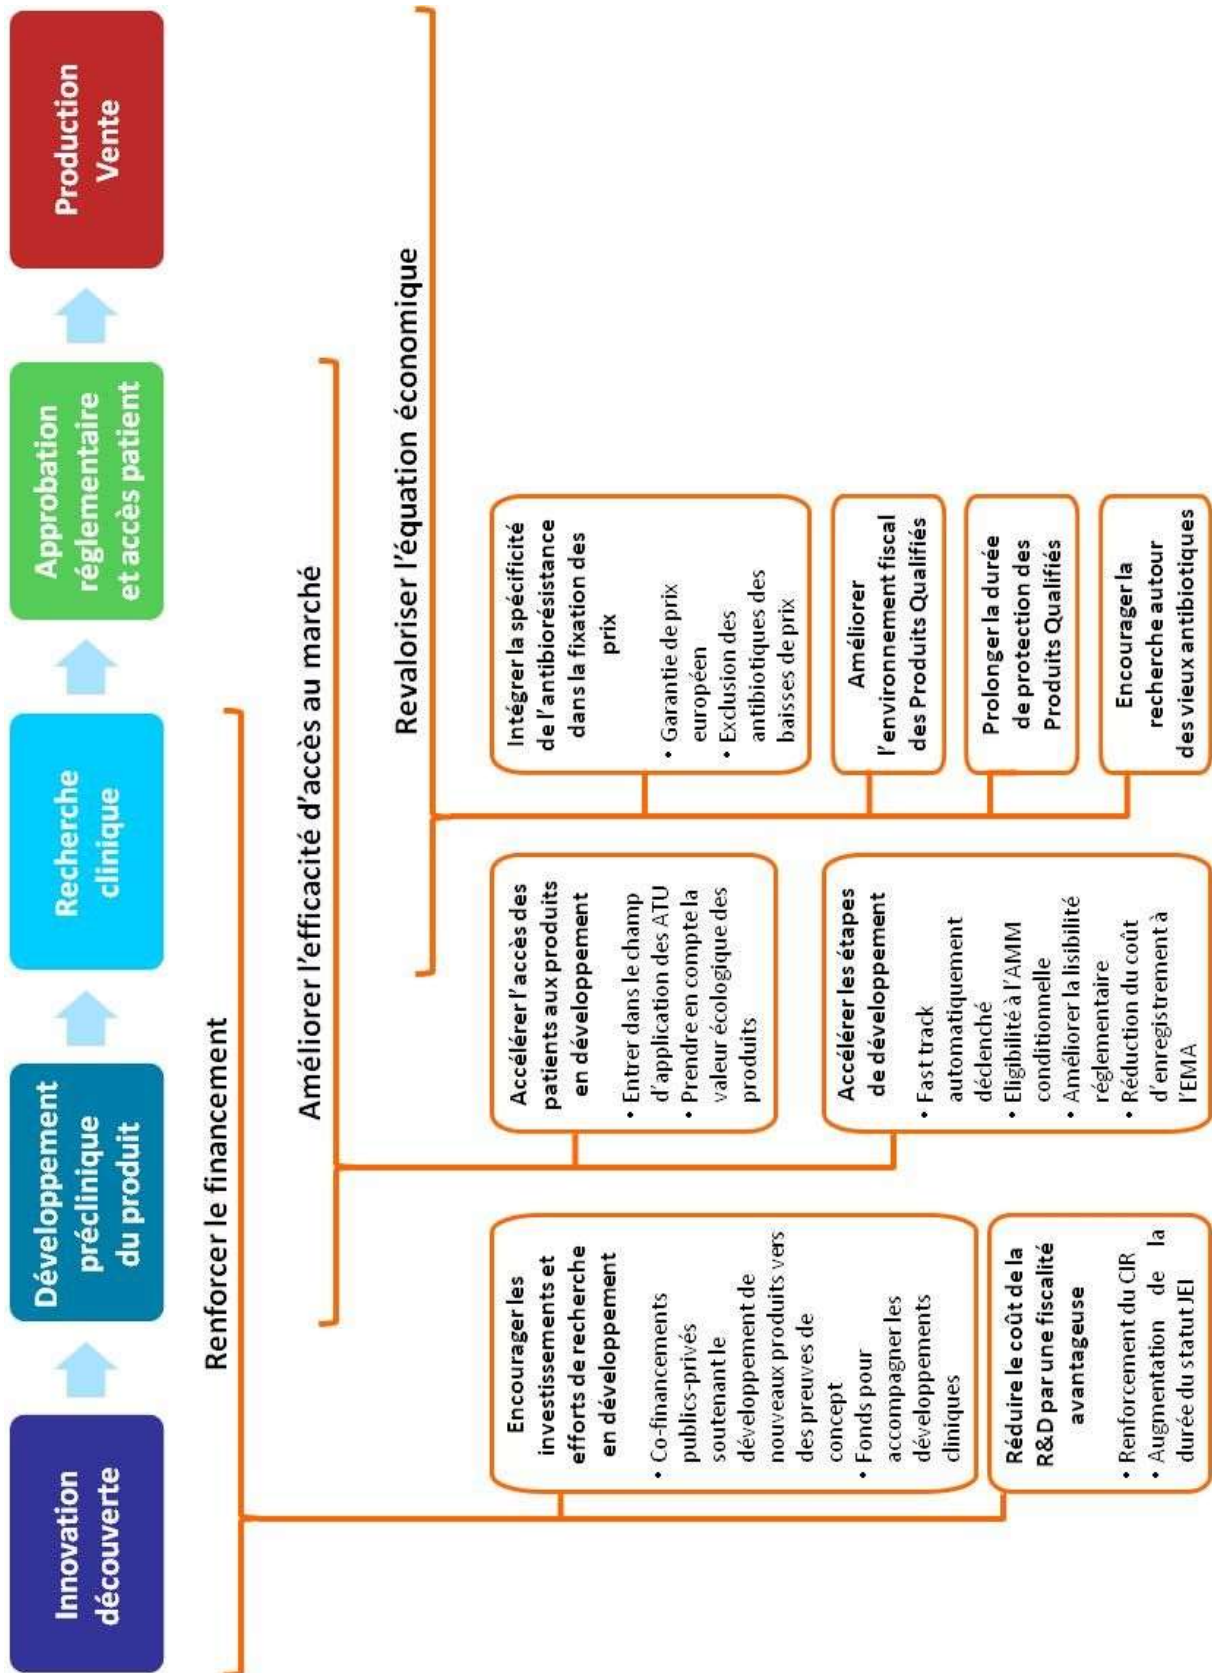 Innovation
découverte
Développement
préclinique
du produit
Recherche
clinique
Approbation
réglementaire
et accès patient
Production
Vente
Renforcer le financement
Améliorer l'efficacité d'accès au marché
Revaloriser l'équation économique
Encourager les
investissements et
efforts de recherche
en développement
• Co-financements
publics-privés
soutenant le
développement de
nouveaux produits vers
des preuves de
concept
• Fonds pour
accompagner les
développements
cliniques
Réduire le coût de la
R&D par une fiscalité
avantageuse
• Renforcement du CIR
• Augmentation de la
durée du statut JEI
Accélérer l'accès des
patients aux produits
en développement
• Entrer dans le champ
d'application des ATU
• Prendre en compte la
valeur écologique des
produits
Accélérer les étapes
de développement
• Fast track
automatiquement
déclenché
• Eligibilité à l'AMM
conditionnelle
• Améliorer la lisibilité
réglementaire
• Réduction du coût
d'enregistrement à
l'EMA
Intégrer la spécificité
de l'antibiorésistance
dans la fixation des
prix
• Garantie de prix
européen
• Exclusion des
antibiotiques des
baisses de prix
Améliorer
l'environnement fiscal
des Produits Qualifiés
Prolonger la durée
de protection des
Produits Qualifiés
Encourager la
recherche autour
des vieux antibiotiques